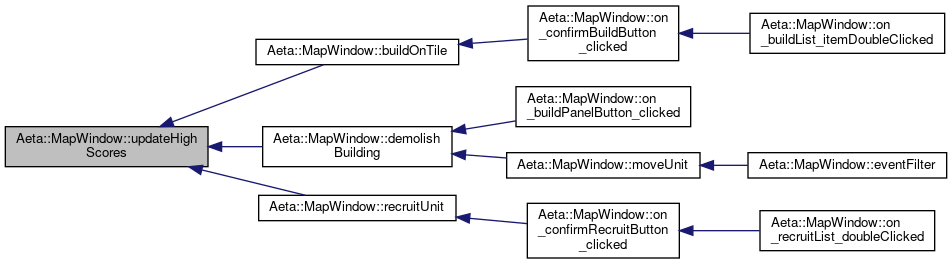 Aeta::MapWindow::updateHigh
Scores
Aeta::MapWindow::buildOnTile
Aeta::MapWindow::on
_confirmBuildButton
_clicked
Aeta::MapWindow::on
_buildList_itemDoubleClicked
Aeta::MapWindow::demolish
Building
Aeta::MapWindow::on
_buildPanelButton_clicked
Aeta::MapWindow::moveUnit
Aeta::MapWindow::eventFilter
Aeta::MapWindow::recruitUnit
Aeta::MapWindow::on
_confirmRecruitButton
_clicked
Aeta::MapWindow::on
_recruitList_doubleClicked